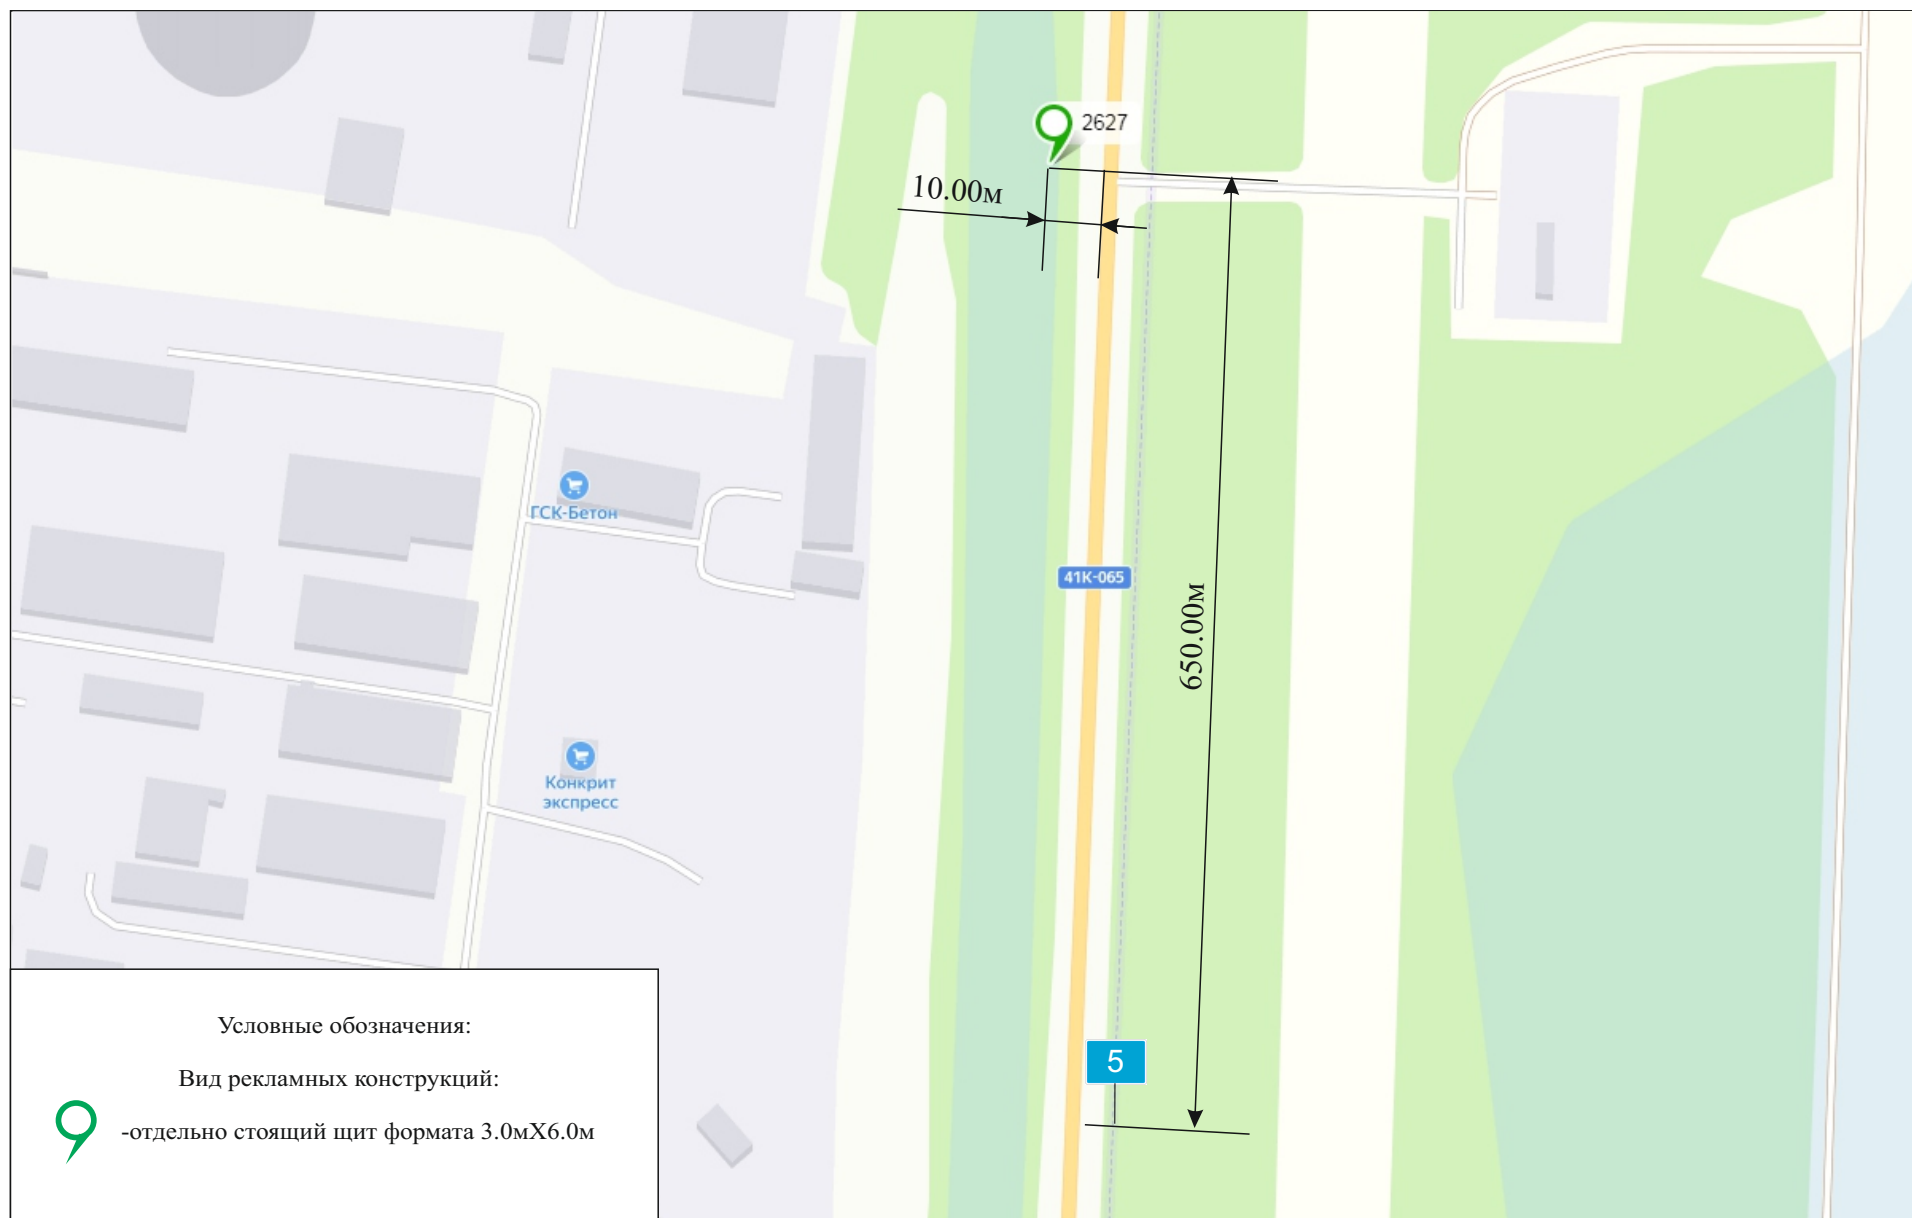 2627
10.00м
ГСК-Бетон
41К-065
650.00м
Конкрит
экспресс
5
Условные обозначения:
Вид рекламных конструкций:
-отдельно стоящий щит формата 3.0мХ6.0м